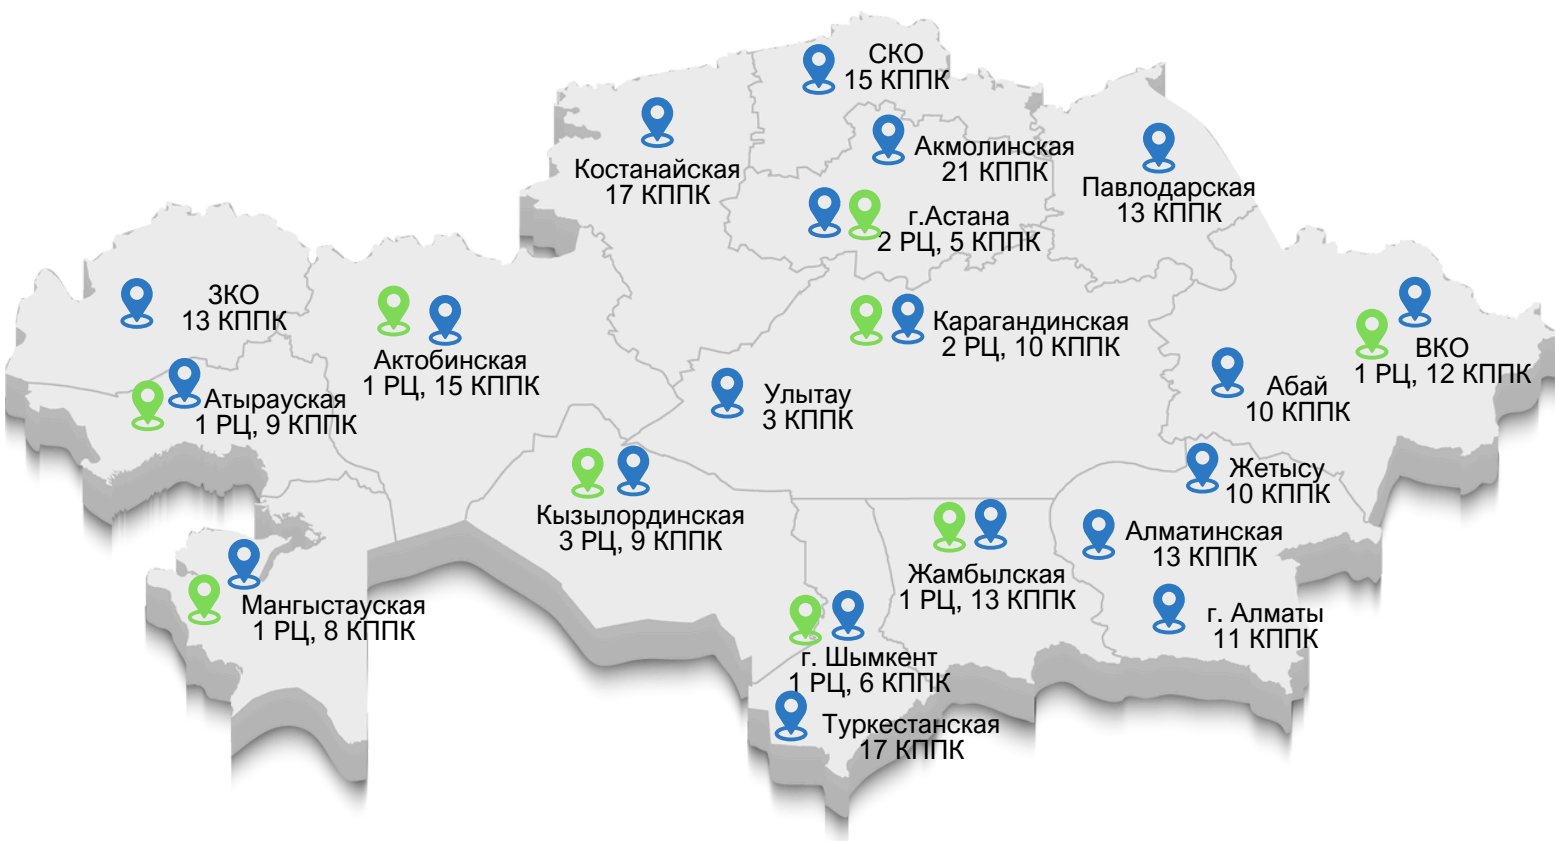 СКО
15 КППК
Костанайская
17 КППК
Акмолинская
21 КППК
Павлодарская
13 КППК
г.Астана
2 РЦ, 5 КППК
ЗКО
13 КППК
Актобинская
1 РЦ, 15 КППК
Карагандинская
2 РЦ, 10 КППК
ВКО
1 РЦ, 12 КППК
Атырауская
1 РЦ, 9 КППК
Улытау
3 КППК
Абай
10 КППК
Жетысу
10 КППК
Кызылординская
3 РЦ, 9 КППК
Алматинская
13 КППК
Жамбылская
1 РЦ, 13 КППК
Мангыстауская
1 РЦ, 8 КППК
г. Алматы
11 КППК
г. Шымкент
1 РЦ, 6 КППК
Туркестанская
17 КППК